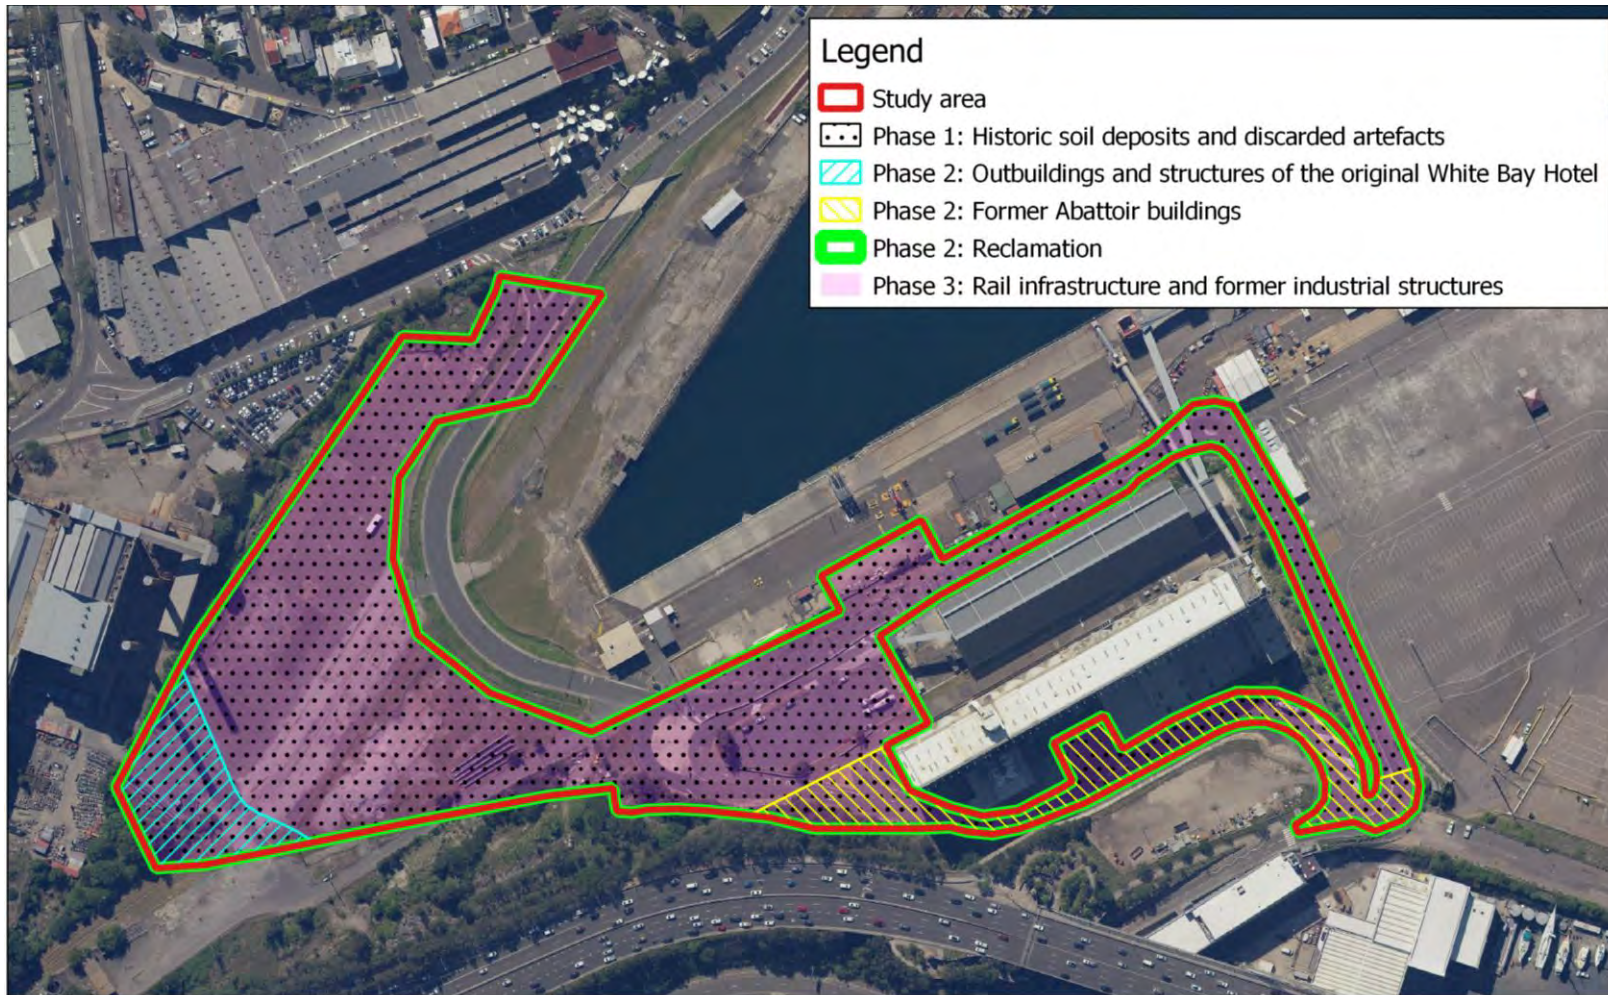 Legend
Study area
Phase 1: Historic soil deposits and discarded artefacts
Phase 2: Outbuildings and structures of the original White Bay Hotel
Phase 2: Former Abattoir buildings
Phase 2: Reclamation
Phase 3: Rail infrastructure and former industrial structures